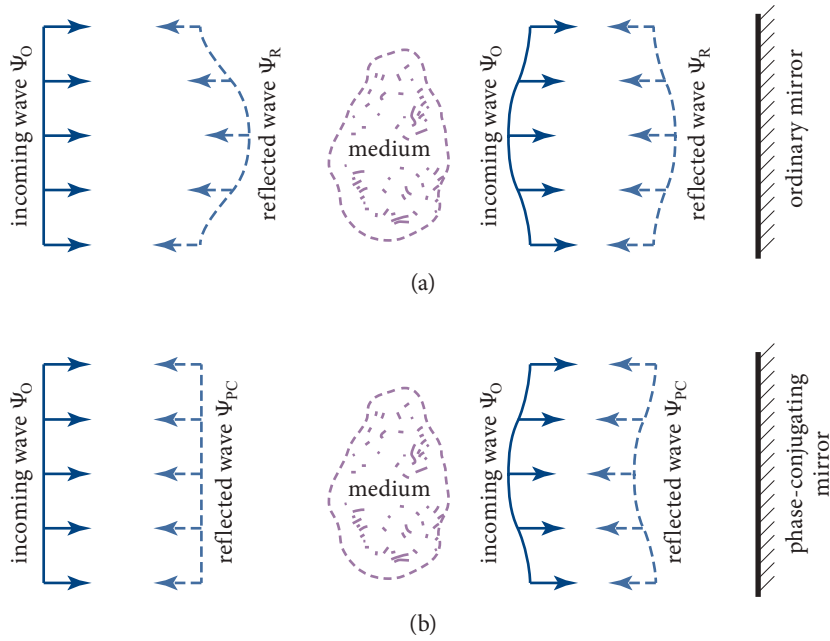 incoming wave Ψ_O
reflected wave Ψ_R
medium
incoming wave Ψ_O
reflected wave Ψ_R
ordinary mirror
(a)
incoming wave Ψ_O
reflected wave Ψ_PC
medium
incoming wave Ψ_O
reflected wave Ψ_PC
phase-conjugating
mirror
(b)